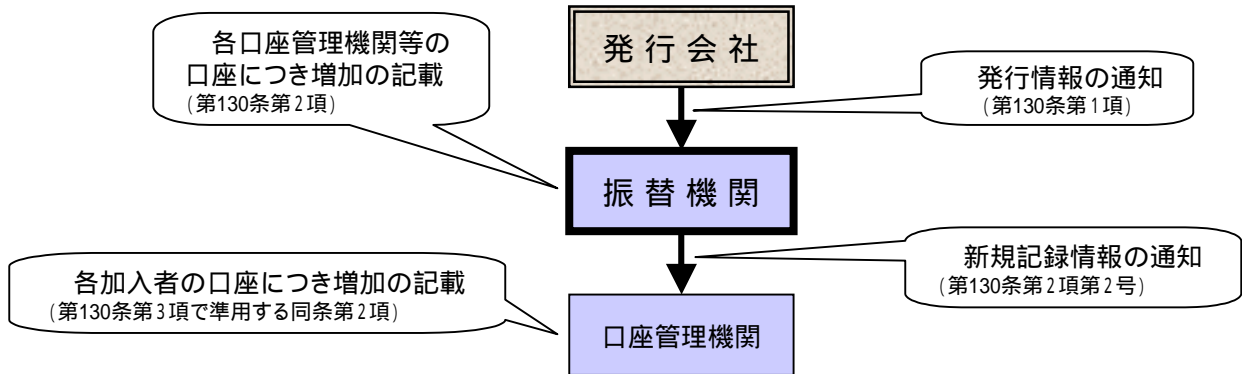 発行会社
各口座管理機関等の
口座につき増加の記載
(第130条第2項)
発行情報の通知
(第130条第1項)
振替機関
新規記録情報の通知
(第130条第2項第2号)
各加入者の口座につき増加の記載
(第130条第3項で準用する同条第2項)
口座管理機関